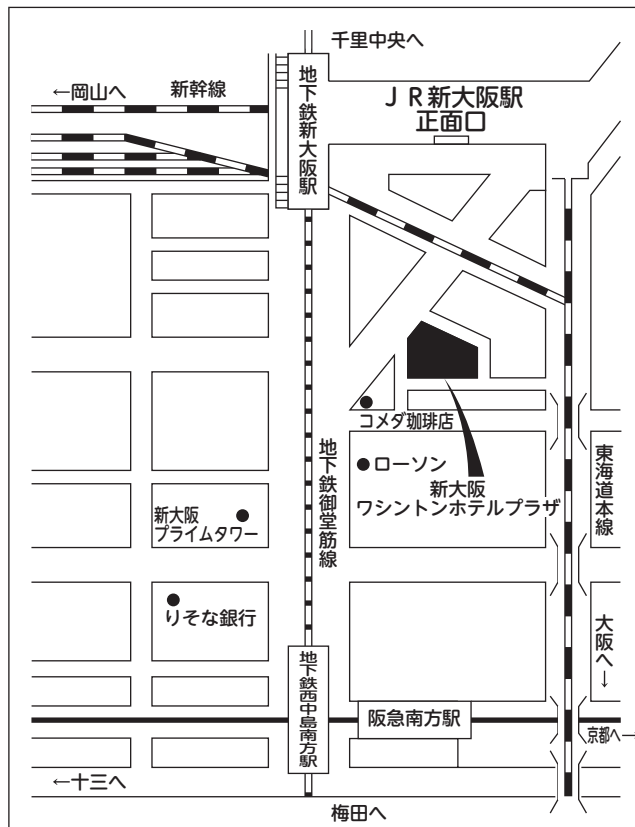 千里中央へ
←岡山へ
新幹線
地下鉄新大阪駅
ＪＲ新大阪駅
正面口
コメダ珈琲店
ローソン
新大阪
ワシントンホテルプラザ
地下鉄御堂筋線
東海道本線
新大阪
プライムタワー
りそな銀行
大阪へ→
地下鉄西中島南方駅
阪急南方駅
京都へ→
←十三へ
梅田へ